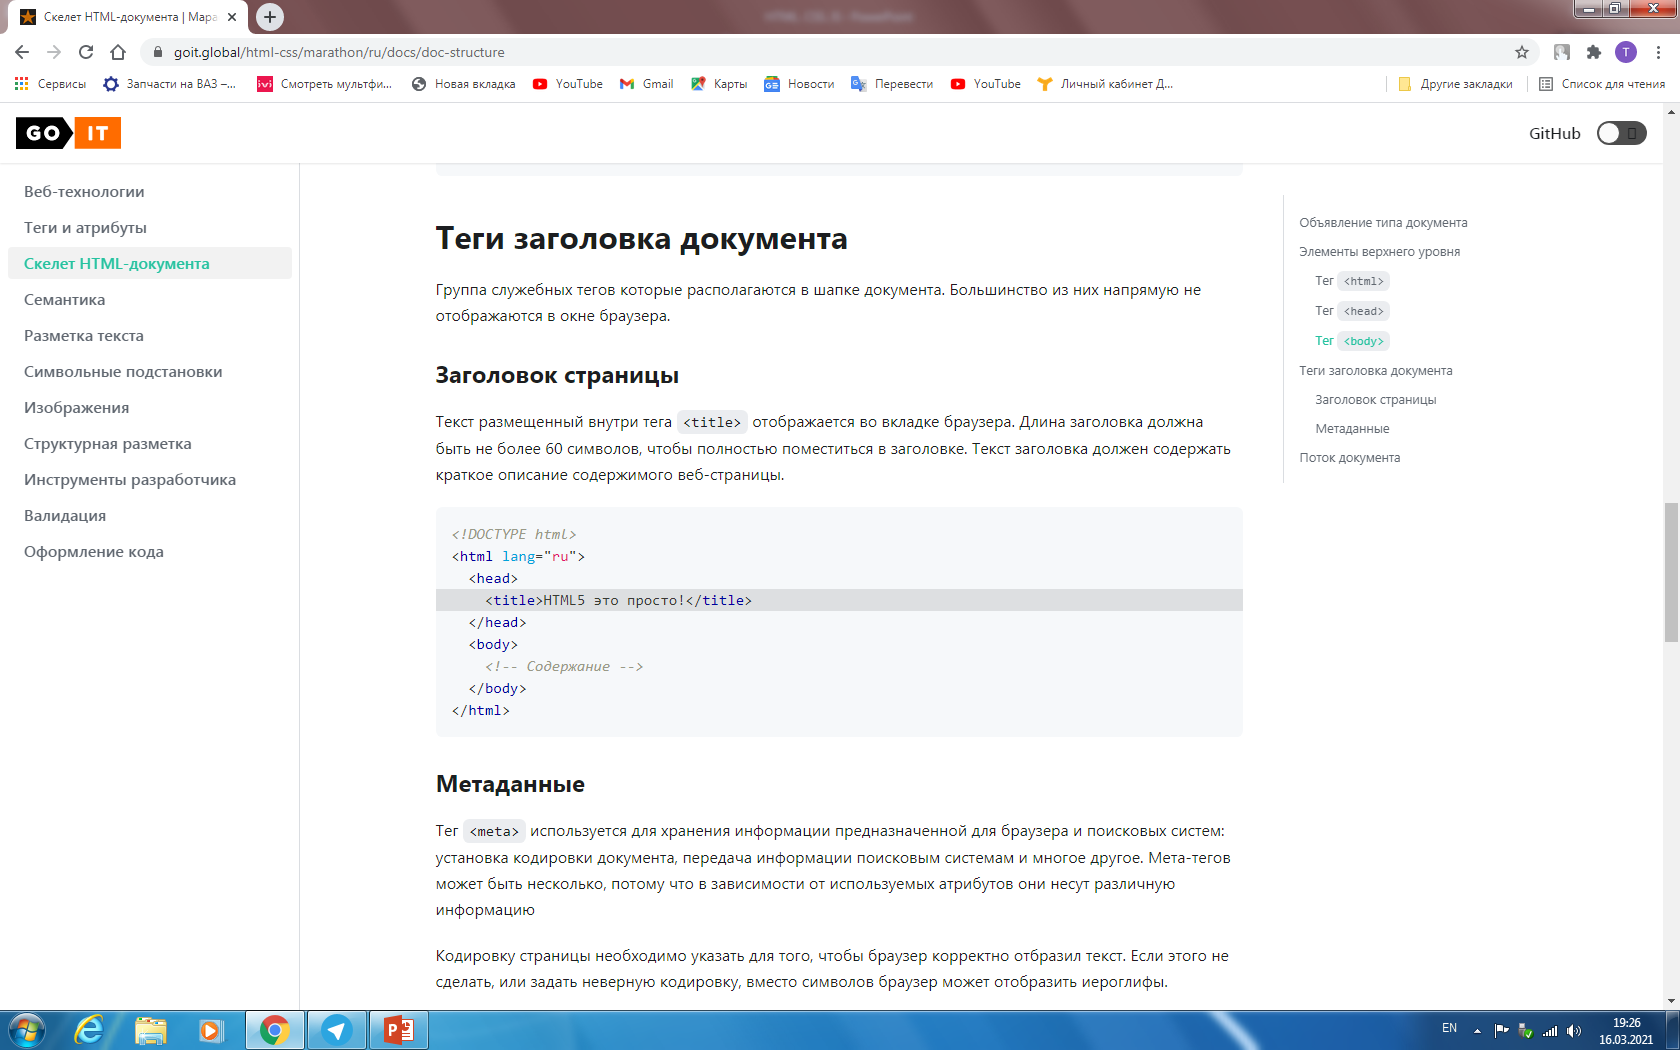 Скелет HTML-документа | Мара
goit.global/html-css/marathon/ru/docs/doc-structure
T
Сервисы
Запчасти на ВАЗ –...
ivi
Смотреть мультфи...
Новая вкладка
YouTube
Gmail
Карты
Новости
Перевести
YouTube
Личный кабинет Д...
Другие закладки
Список для чтения
GO IT
GitHub
Веб-технологии
Теги и атрибуты
Скелет HTML-документа
Семантика
Разметка текста
Символьные подстановки
Изображения
Структурная разметка
Инструменты разработчика
Валидация
Оформление кода
Теги заголовка документа
Группа служебных тегов которые располагаются в шапке документа. Большинство из них напрямую не
отображаются в окне браузера.
Заголовок страницы
Текст размещенный внутри тега <title> отображается во вкладке браузера. Длина заголовка должна
быть не более 60 символов, чтобы полностью поместиться в заголовке. Текст заголовка должен содержать
краткое описание содержимого веб-страницы.
<!DOCTYPE html>
<html lang="ru">
<head>
<title>HTML5 это просто!</title>
</head>
<body>
<!-- Содержание -->
</body>
</html>
Метаданные
Тег <meta> используется для хранения информации предназначенной для браузера и поисковых систем:
установка кодировки документа, передача информации поисковым системам и многое другое. Мета-тегов
может быть несколько, потому что в зависимости от используемых атрибутов они несут различную
информацию
Кодировку страницы необходимо указать для того, чтобы браузер корректно отбразил текст. Если этого не
сделать, или задать неверную кодировку, вместо символов браузер может отобразить иероглифы.
Объявление типа документа
Элементы верхнего уровня
Тег <html>
Тег <head>
Тег <body>
Теги заголовка документа
Заголовок страницы
Метаданные
Поток документа
EN
19:26
16.03.2021